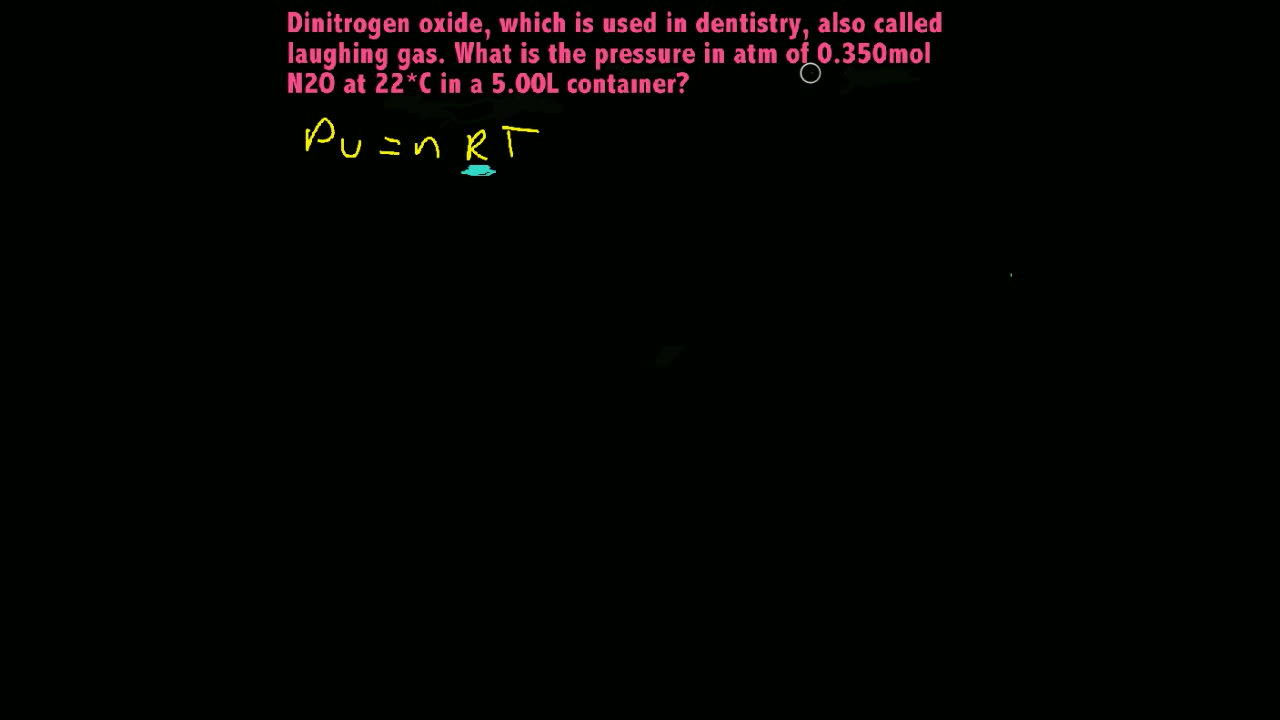 Dinitrogen oxide, which is used in dentistry, also called
laughing gas. What is the pressure in atm of 0.350mol
N2O at 22*C in a 5.00L container?
PV = n R T